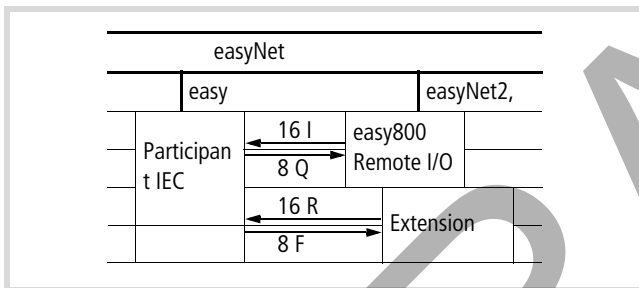 easyNet
easy
easyNet2,
16 I
easy800
Participan
8 Q
Remote I/O
t IEC
16 R
Extension
8 F